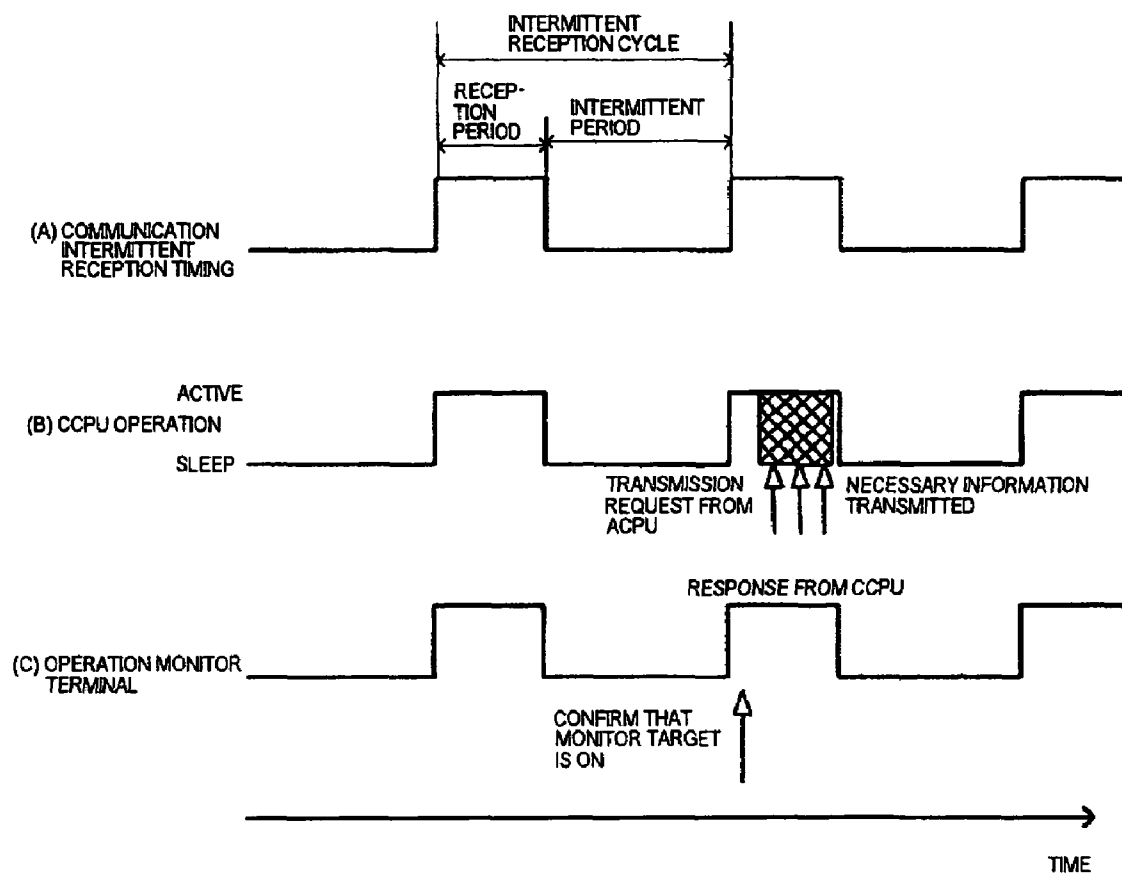 INTERMITTENT
RECEPTION CYCLE
RECEP-
TION
PERIOD
INTERMITTENT
PERIOD
(A) COMMUNICATION
INTERMITTENT
RECEPTION TIMING
ACTIVE
(B) CCPU OPERATION
SLEEP
TRANSMISSION
REQUEST FROM
ACPU
NECESSARY INFORMATION
TRANSMITTED
RESPONSE FROM CCPU
(C) OPERATION MONITOR
TERMINAL
CONFIRM THAT
MONITOR TARGET
IS ON
TIME